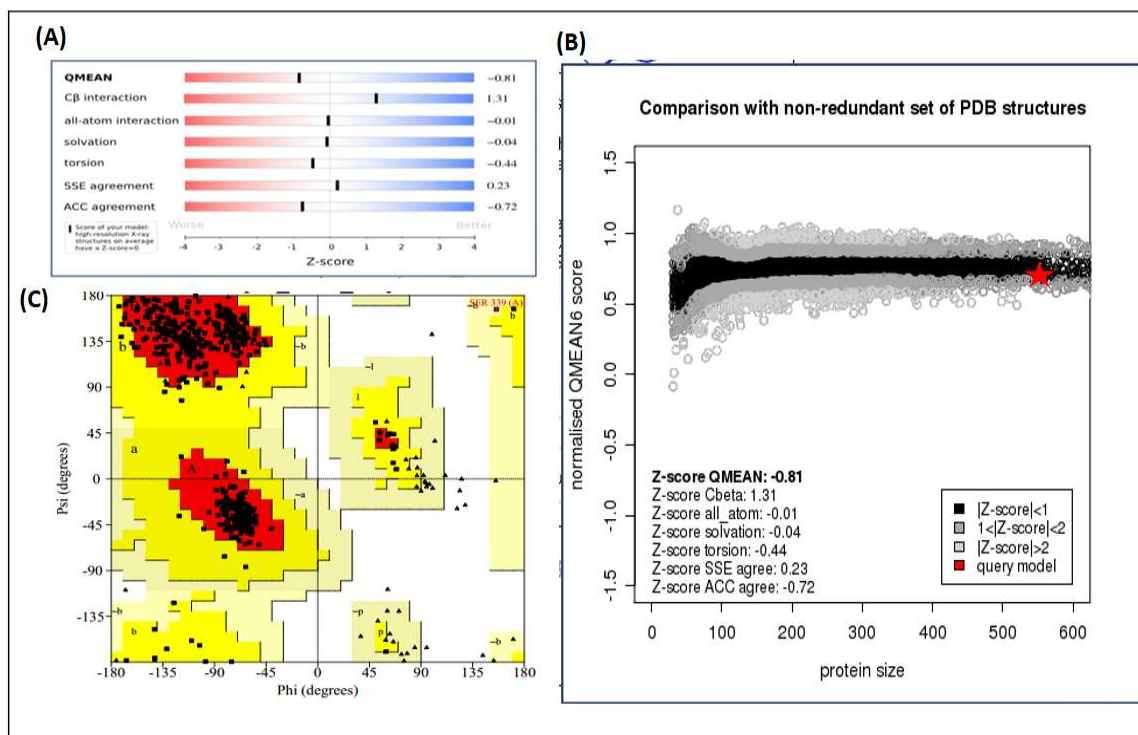 (A)
QMEAN -0.81
Cβ interaction 1.31
all-atom interaction -0.01
solvation -0.04
torsion -0.44
SSE agreement 0.23
ACC agreement -0.72
Score of your model:
high-resolution X-ray
structures on average
have a Z-score=0
Worse
Better
-4 -3 -2 -1 0 1 2 3 4
Z-score
(B)
Comparison with non-redundant set of PDB structures
normalised QMEAN6 score
1.5
1.0
0.5
0.0
-0.5
-1.0
-1.5
Z-score QMEAN: -0.81
Z-score Cbeta: 1.31
Z-score all_atom: -0.01
Z-score solvation: -0.04
Z-score torsion: -0.44
Z-score SSE agree: 0.23
Z-score ACC agree: -0.72
|Z-score|<1
1<|Z-score|<2
|Z-score|>2
query model
0 100 200 300 400 500 600
protein size
(C)
SER 339 (A)
180
135
90
45
0
-45
-90
-135
Psi (degrees)
b
~b
~b
b
~l
l
a
A
~a
~b
b
~p
p
~b
-180 -135 -90 -45 0 45 90 135 180
Phi (degrees)